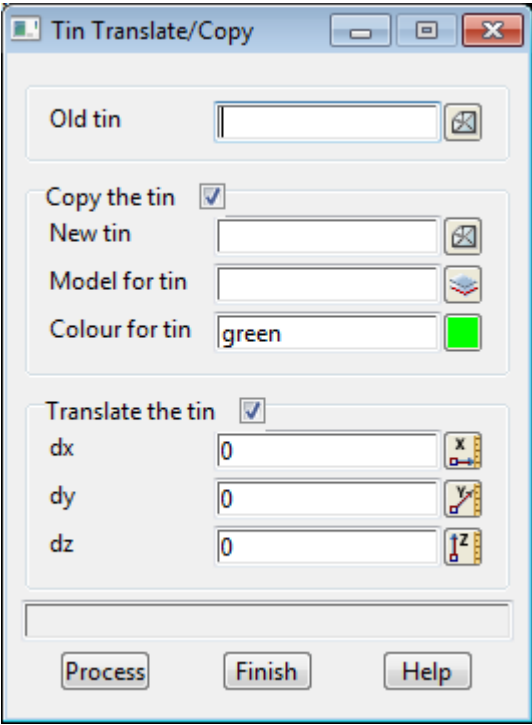 Tin Translate/Copy
Old tin
Copy the tin
New tin
Model for tin
Colour for tin green
Translate the tin
dx 0
dy 0
dz 0
Process Finish Help